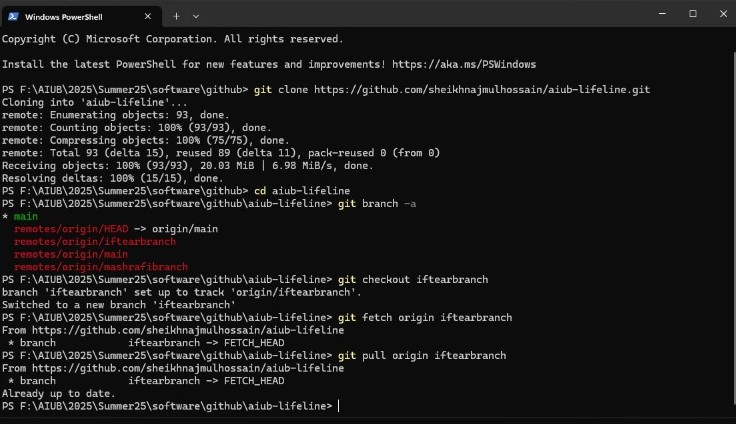 Windows PowerShell
Copyright (C) Microsoft Corporation. All rights reserved.
Install the latest PowerShell for new features and improvements! https://aka.ms/PSWindows
PS F:\AIUB\2025\Summer25\software\github> git clone https://github.com/sheikhnajmulhossain/aiub-lifeline.git
Cloning into 'aiub-lifeline'...
remote: Enumerating objects: 93, done.
remote: Counting objects: 100% (93/93), done.
remote: Compressing objects: 100% (75/75), done.
remote: Total 93 (delta 15), reused 89 (delta 11), pack-reused 0 (from 0)
Receiving objects: 100% (93/93), 20.03 MiB | 6.98 MiB/s, done.
Resolving deltas: 100% (15/15), done.
PS F:\AIUB\2025\Summer25\software\github> cd aiub-lifeline
PS F:\AIUB\2025\Summer25\software\github\aiub-lifeline> git branch -a
* main
  remotes/origin/HEAD -> origin/main
  remotes/origin/iftearbranch
  remotes/origin/main
  remotes/origin/mashrafibranch
PS F:\AIUB\2025\Summer25\software\github\aiub-lifeline> git checkout iftearbranch
branch 'iftearbranch' set up to track 'origin/iftearbranch'.
Switched to a new branch 'iftearbranch'
PS F:\AIUB\2025\Summer25\software\github\aiub-lifeline> git fetch origin iftearbranch
From https://github.com/sheikhnajmulhossain/aiub-lifeline
 * branch            iftearbranch -> FETCH_HEAD
PS F:\AIUB\2025\Summer25\software\github\aiub-lifeline> git pull origin iftearbranch
From https://github.com/sheikhnajmulhossain/aiub-lifeline
 * branch            iftearbranch -> FETCH_HEAD
Already up to date.
PS F:\AIUB\2025\Summer25\software\github\aiub-lifeline>